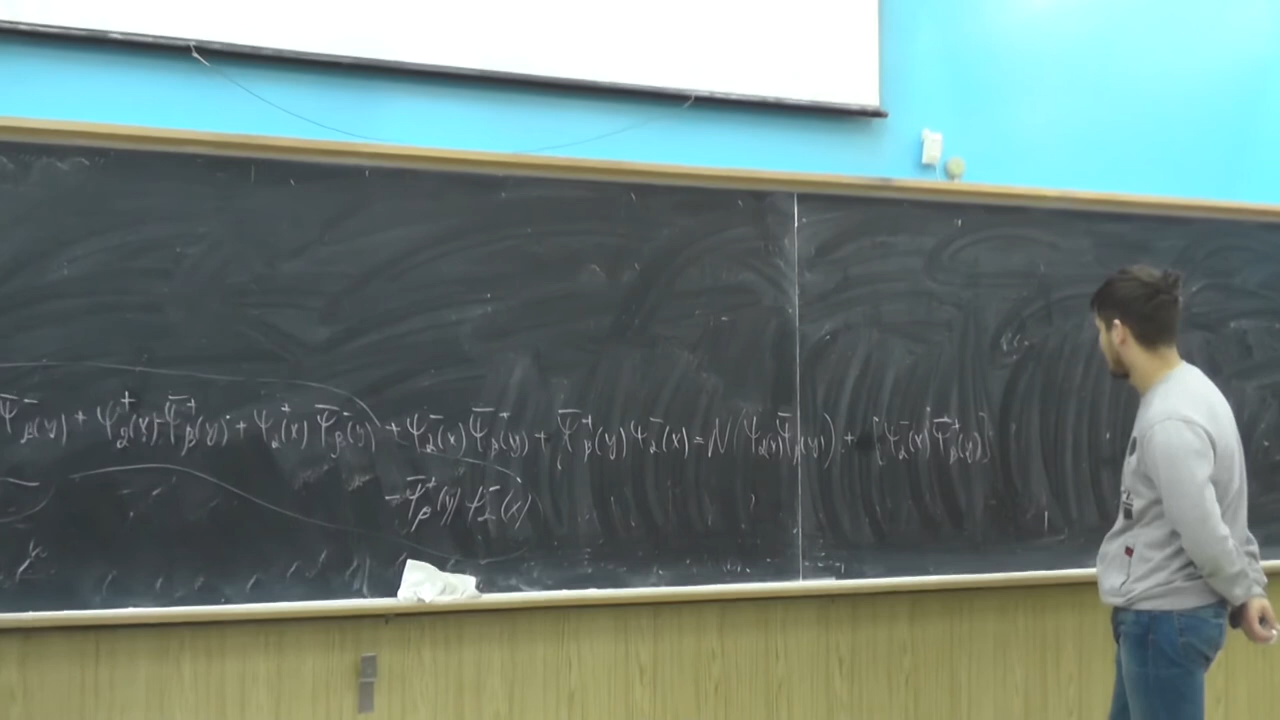 ψ̄⁻_β(y) + ψ⁺_α(x) ψ̄⁺_β(y) + ψ⁺_α(x) ψ̄⁻_β(y) + ψ⁻_α(x) ψ̄⁺_β(y) + ψ̄⁺_β(y) ψ⁻_α(x) = N(ψ_α(x) ψ̄_β(y)) + [ψ⁻_α(x) ψ̄⁺_β(y)]
- ψ̄⁺_β(y) ψ⁻_α(x)